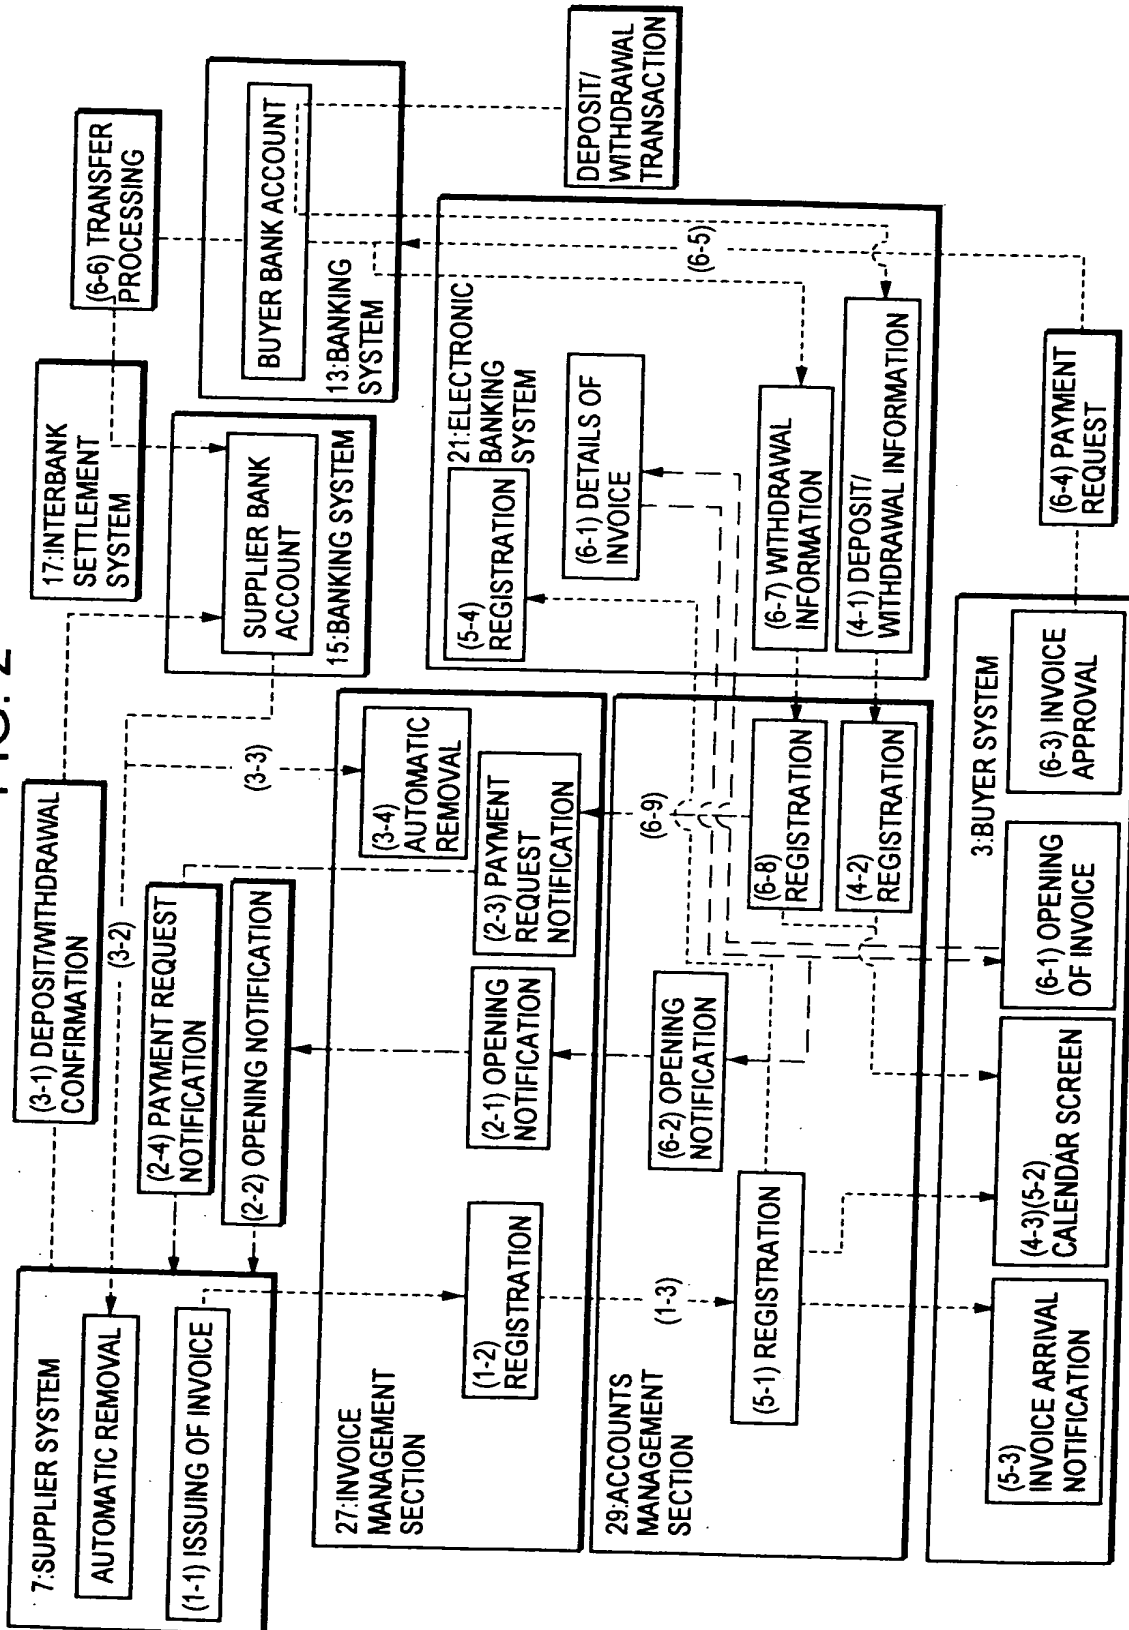 FIG. 2
7:SUPPLIER SYSTEM
AUTOMATIC REMOVAL
(1-1) ISSUING OF INVOICE
(3-1) DEPOSIT/WITHDRAWAL
CONFIRMATION
(3-2)
(2-4) PAYMENT REQUEST
NOTIFICATION
(2-2) OPENING NOTIFICATION
(3-3)
17:INTERBANK
SETTLEMENT
SYSTEM
SUPPLIER BANK
ACCOUNT
15:BANKING SYSTEM
(6-6) TRANSFER
PROCESSING
BUYER BANK ACCOUNT
13:BANKING
SYSTEM
DEPOSIT/
WITHDRAWAL
TRANSACTION
27:INVOICE
MANAGEMENT
SECTION
(1-2)
REGISTRATION
(2-1) OPENING
NOTIFICATION
(2-3) PAYMENT
REQUEST
NOTIFICATION
(3-4)
AUTOMATIC
REMOVAL
21:ELECTRONIC
BANKING
SYSTEM
(5-4)
REGISTRATION
(6-1) DETAILS OF
INVOICE
(6-7) WITHDRAWAL
INFORMATION
(4-1) DEPOSIT/
WITHDRAWAL INFORMATION
(6-5)
29:ACCOUNTS
MANAGEMENT
SECTION
(1-3)
(5-1) REGISTRATION
(6-2) OPENING
NOTIFICATION
(6-9)
(6-8)
REGISTRATION
(4-2)
REGISTRATION
3:BUYER SYSTEM
(5-3)
INVOICE ARRIVAL
NOTIFICATION
(4-3)(5-2)
CALENDAR SCREEN
(6-1) OPENING
OF INVOICE
(6-3) INVOICE
APPROVAL
(6-4) PAYMENT
REQUEST